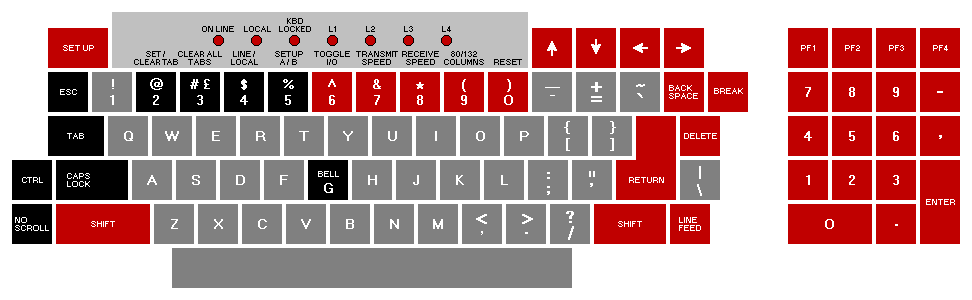 KBD
ON LINE LOCAL LOCKED L1 L2 L3 L4
SET UP
SET / CLEAR ALL LINE / SETUP TOGGLE TRANSMIT RECEIVE 80/132
CLEAR TAB TABS LOCAL A / B I/O SPEED SPEED COLUMNS RESET
PF1 PF2 PF3 PF4
ESC ! @ # £ $ % ^ & * ( ) — + ~ BACK BREAK
1 2 3 4 5 6 7 8 9 0 - = ` SPACE
7 8 9 -
TAB Q W E R T Y U I O P { } DELETE
[ ]
4 5 6 ,
CTRL CAPS A S D F BELL H J K L : " RETURN |
LOCK G ; ' \
1 2 3 ENTER
NO SHIFT Z X C V B N M < > ? SHIFT LINE
SCROLL , . / FEED
0 .